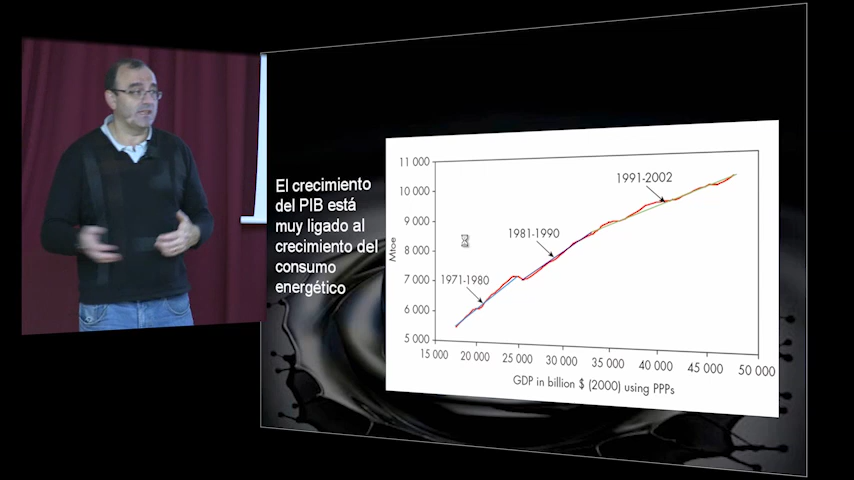 El crecimiento
del PIB está
muy ligado al
crecimiento del
consumo
energético
11 000
10 000
9 000
8 000
7 000
6 000
5 000
Mtoe
1991-2002
1981-1990
1971-1980
15 000
20 000
25 000
30 000
35 000
40 000
45 000
50 000
GDP in billion $ (2000) using PPPs